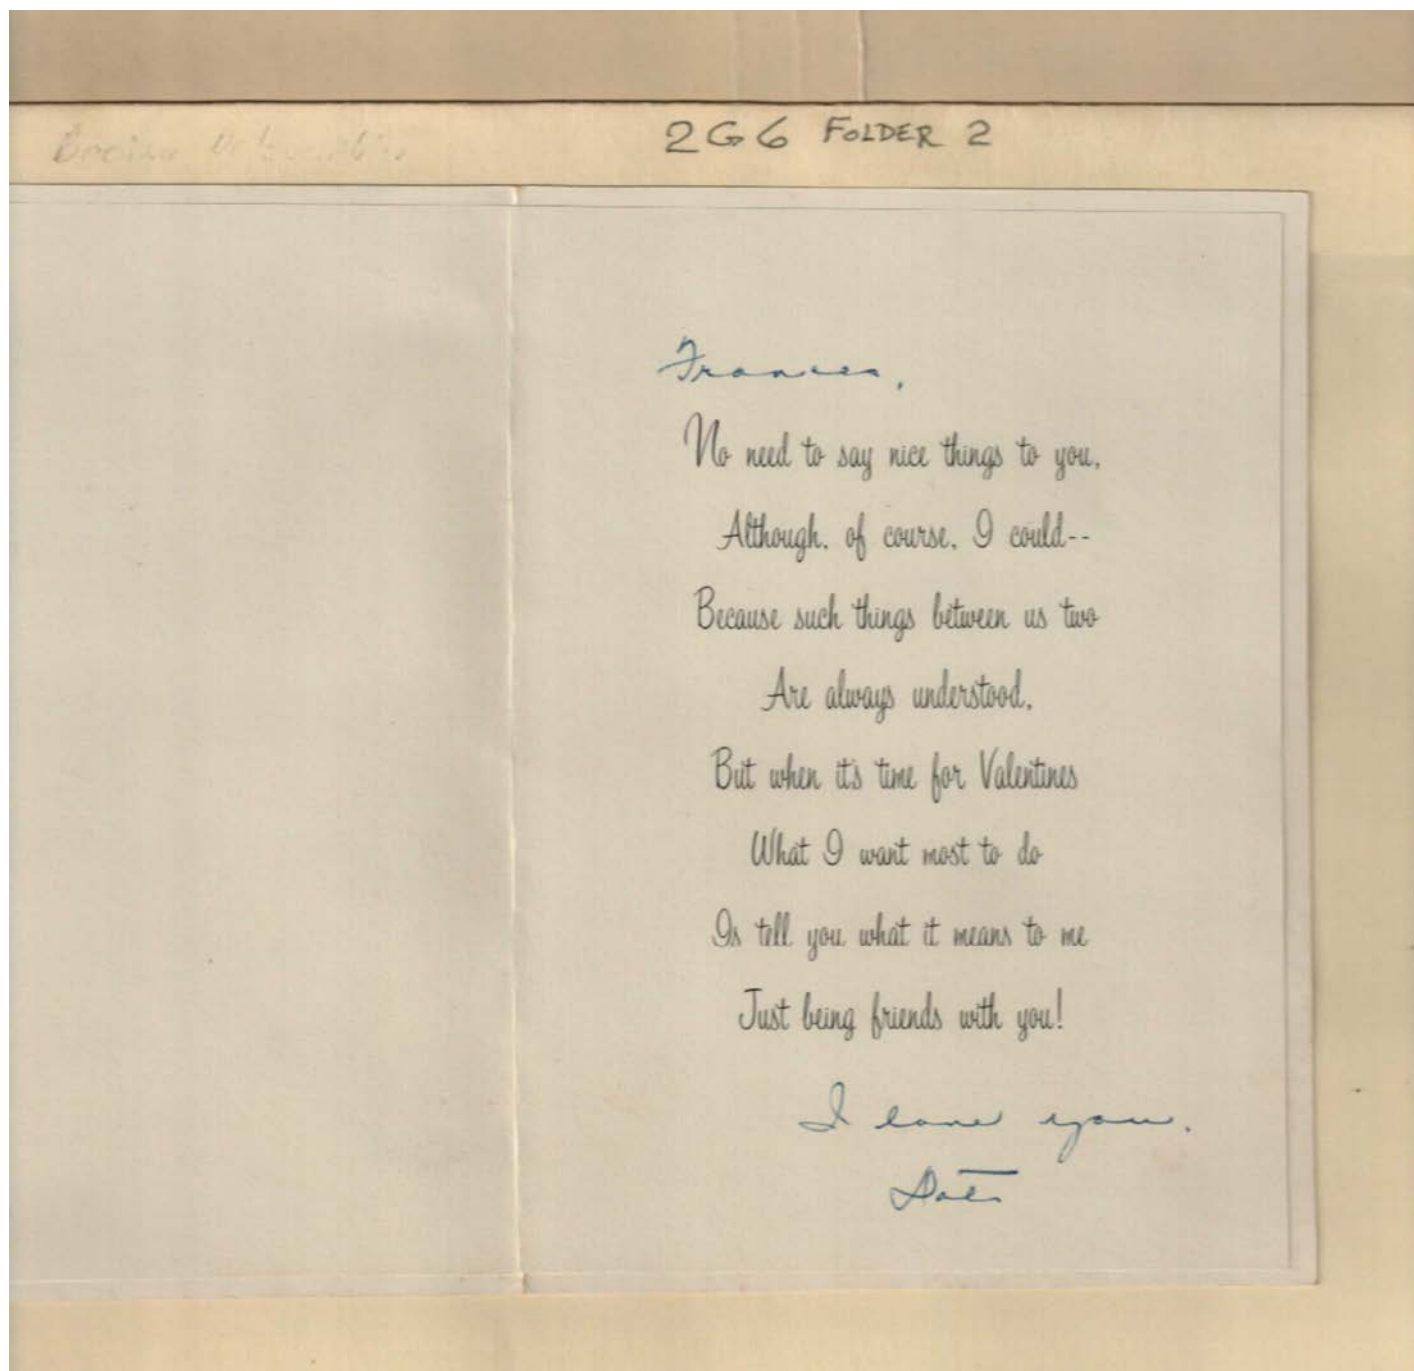 2G6 FOLDER 2
Frances,
No need to say nice things to you,
Although, of course, I could--
Because such things between us two
Are always understood,
But when it's time for Valentines
What I want most to do
Is tell you what it means to me
Just being friends with you!
I love you.